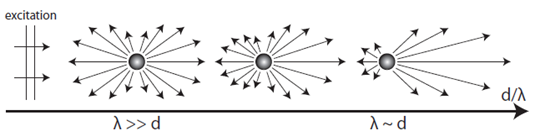 excitation
d/λ
λ >> d
λ ~ d